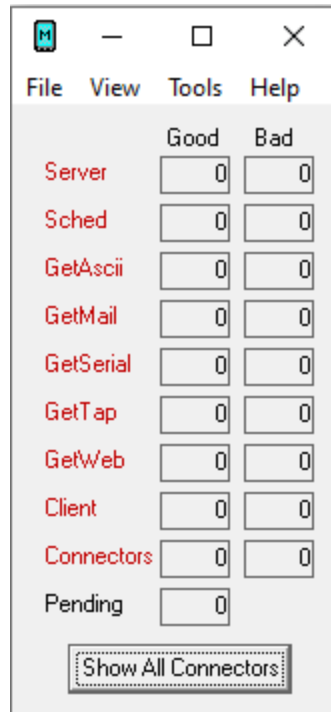 M
File View Tools Help
Good Bad
Server 0 0
Sched 0 0
GetAscii 0 0
GetMail 0 0
GetSerial 0 0
GetTap 0 0
GetWeb 0 0
Client 0 0
Connectors 0 0
Pending 0
Show All Connectors